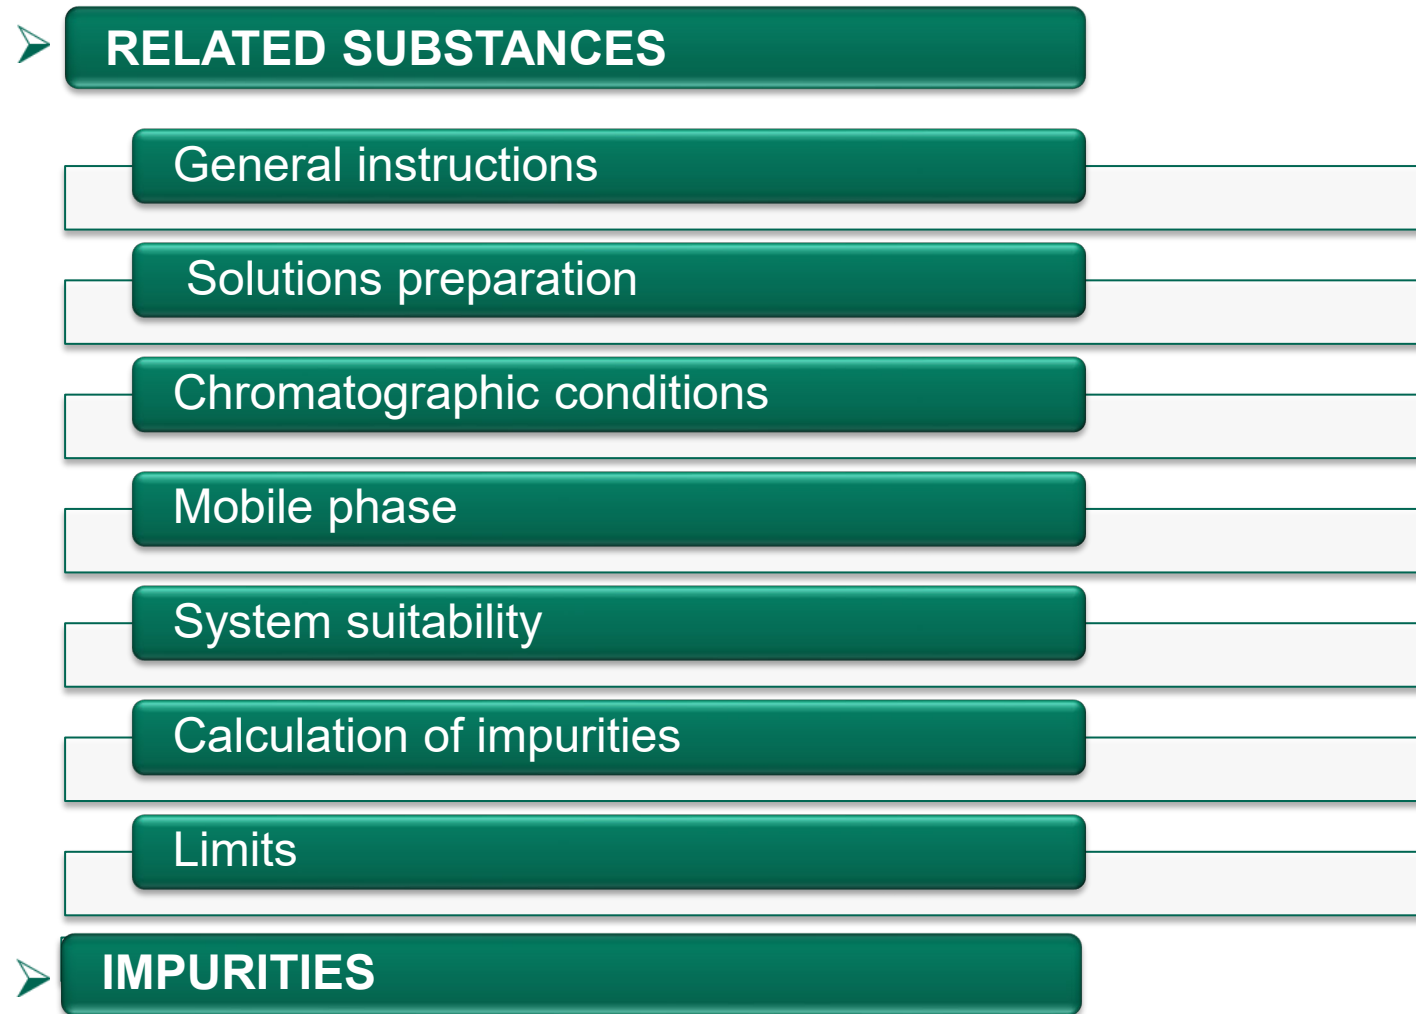 RELATED SUBSTANCES
General instructions
Solutions preparation
Chromatographic conditions
Mobile phase
System suitability
Calculation of impurities
Limits
IMPURITIES